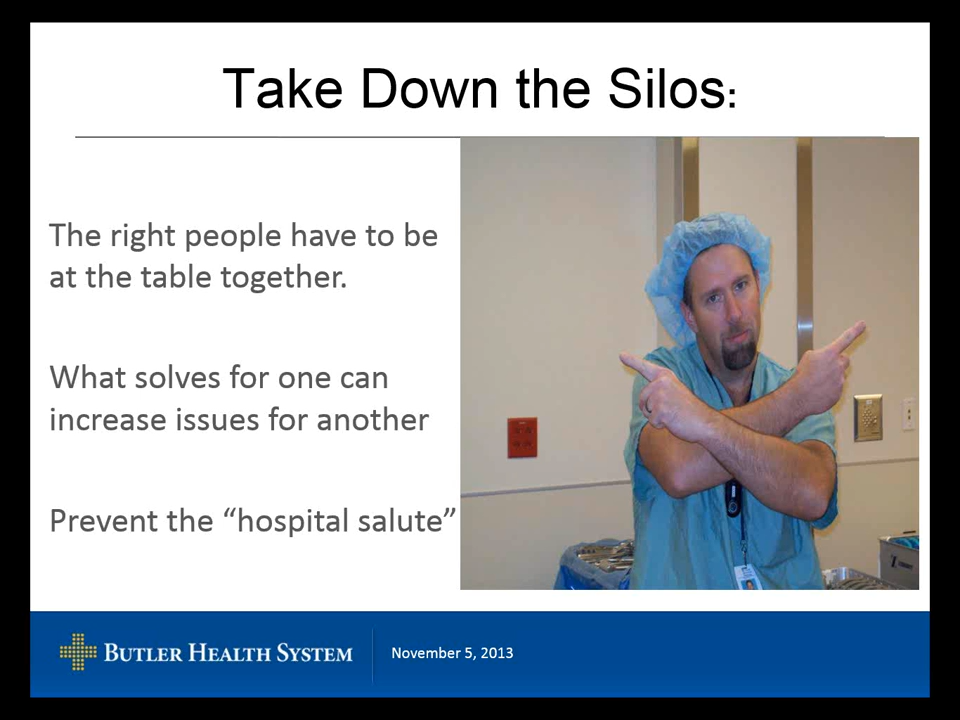 Take Down the Silos:
The right people have to be
at the table together.
What solves for one can
increase issues for another
Prevent the “hospital salute”
BUTLER HEALTH SYSTEM
November 5, 2013